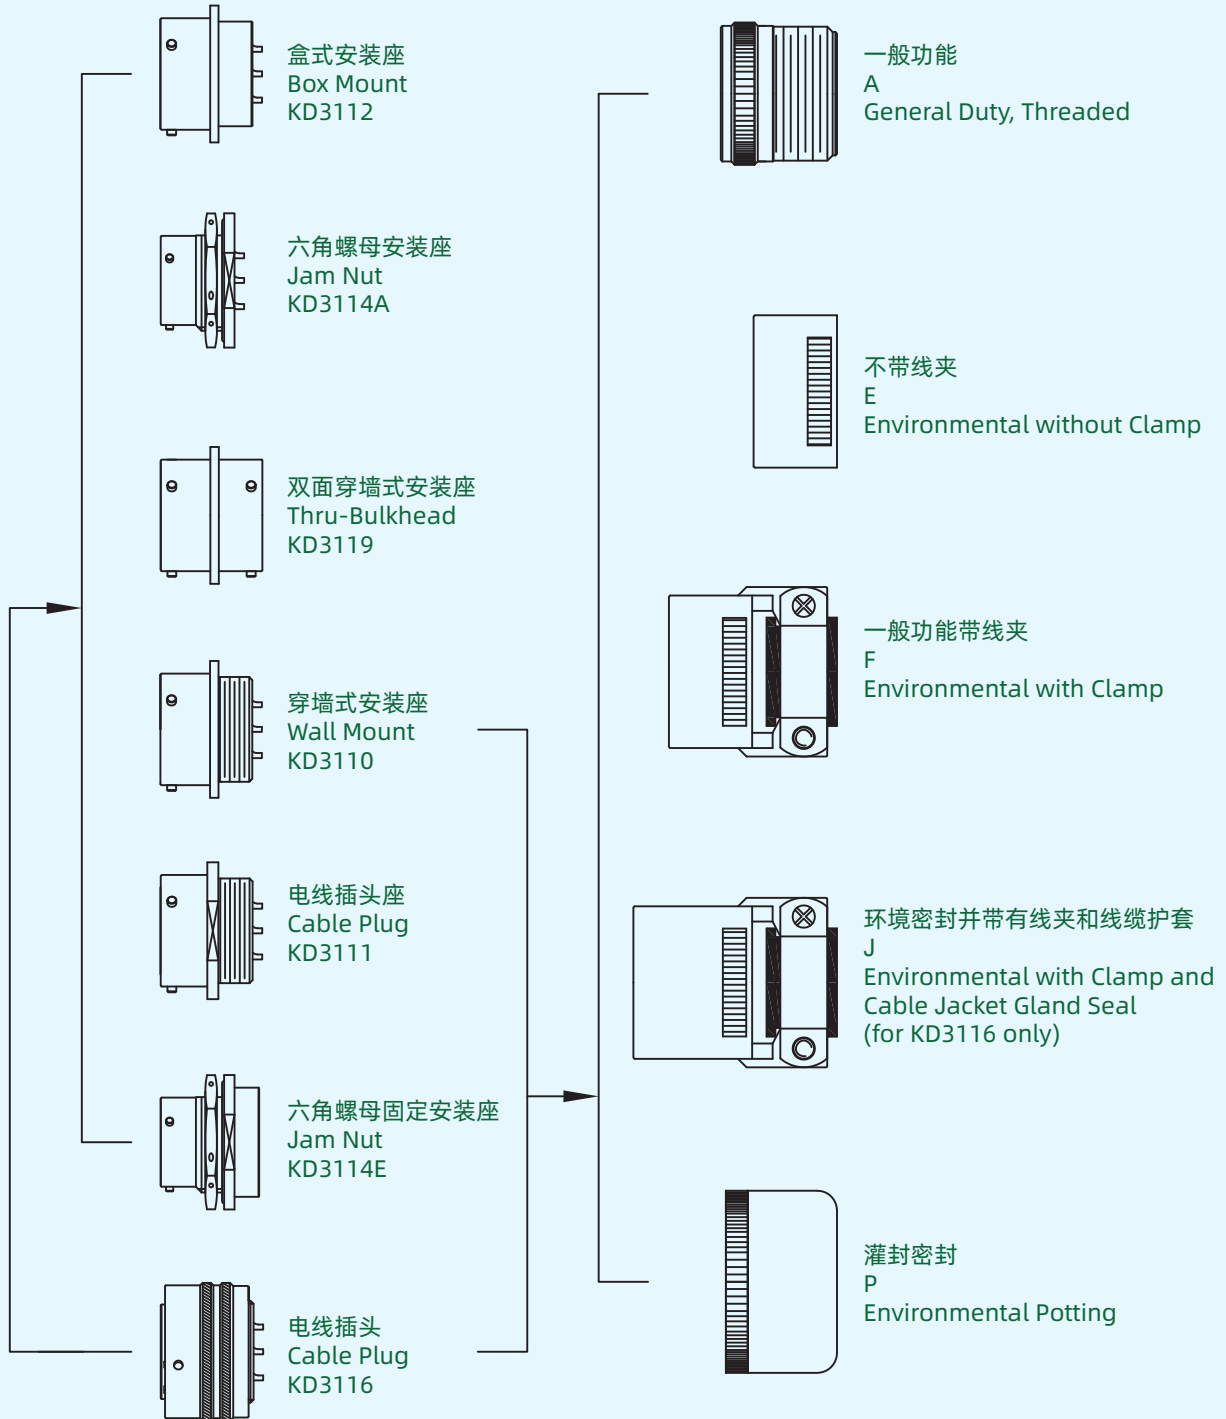 盒式安装座
Box Mount
KD3112
六角螺母安装座
Jam Nut
KD3114A
双面穿墙式安装座
Thru-Bulkhead
KD3119
穿墙式安装座
Wall Mount
KD3110
电线插头座
Cable Plug
KD3111
六角螺母固定安装座
Jam Nut
KD3114E
电线插头
Cable Plug
KD3116
一般功能
A
General Duty, Threaded
不带线夹
E
Environmental without Clamp
一般功能带线夹
F
Environmental with Clamp
环境密封并带有线夹和线缆护套
J
Environmental with Clamp and
Cable Jacket Gland Seal
(for KD3116 only)
灌封密封
P
Environmental Potting